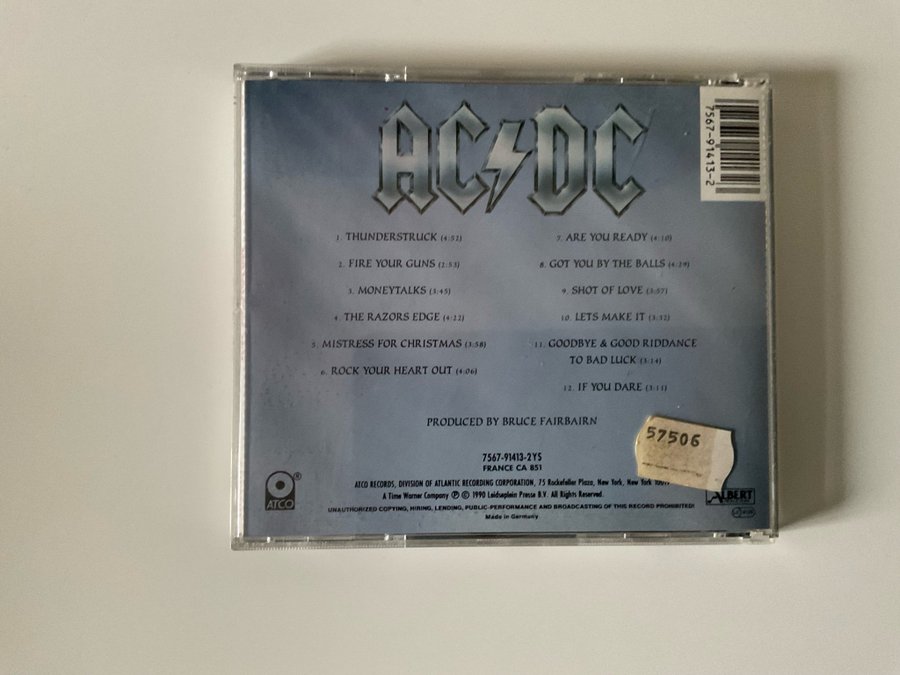 AC DC
7567-91413-2
1. THUNDERSTRUCK (4:52)
2. FIRE YOUR GUNS (2:53)
3. MONEYTALKS (3:45)
4. THE RAZORS EDGE (4:22)
5. MISTRESS FOR CHRISTMAS (3:58)
6. ROCK YOUR HEART OUT (4:06)
7. ARE YOU READY (4:10)
8. GOT YOU BY THE BALLS (4:29)
9. SHOT OF LOVE (3:57)
10. LETS MAKE IT (3:32)
11. GOODBYE & GOOD RIDDANCE
TO BAD LUCK (3:14)
12. IF YOU DARE (3:11)
PRODUCED BY BRUCE FAIRBAIRN
57506
7567-91413-2YS
FRANCE CA 851
ATCO RECORDS, DIVISION OF ATLANTIC RECORDING CORPORATION, 75 Rockefeller Plaza, New York, New York
A Time Warner Company ℗ © 1990 Leidseplein Presse B.V. All Rights Reserved.
UNAUTHORIZED COPYING, HIRING, LENDING, PUBLIC-PERFORMANCE AND BROADCASTING OF THIS RECORD PROHIBITED!
Made in Germany
ATCO®
ALBERT